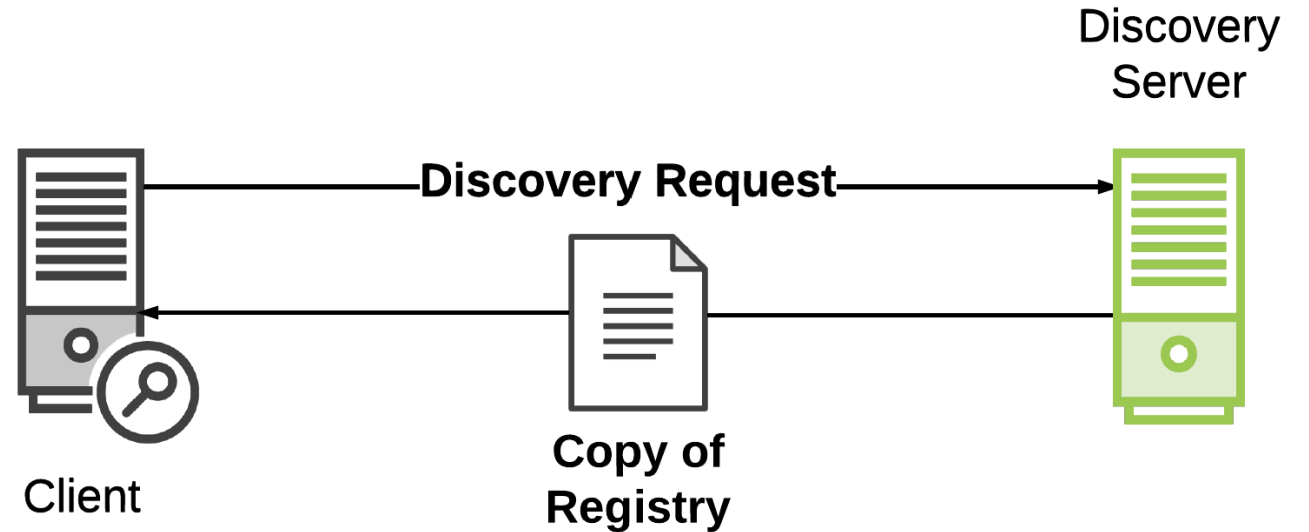 Discovery
Server
Discovery Request
Copy of
Registry
Client